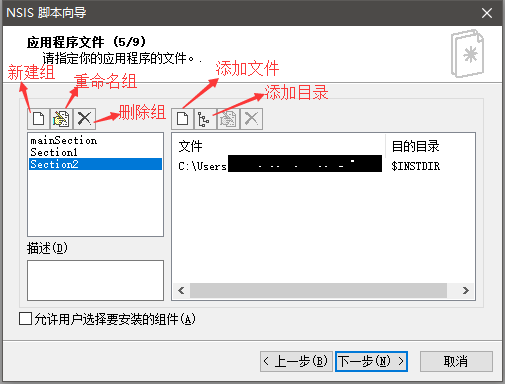 NSIS 脚本向导
应用程序文件 (5/9)
请指定你的应用程序的文件。.
新建组
重命名组
删除组
添加文件
添加目录
mainSection
Section1
Section2
描述(D)
文件 目的目录
C:\Users $INSTDIR
允许用户选择要安装的组件(A)
< 上一步(B) 下一步(N) > 取消